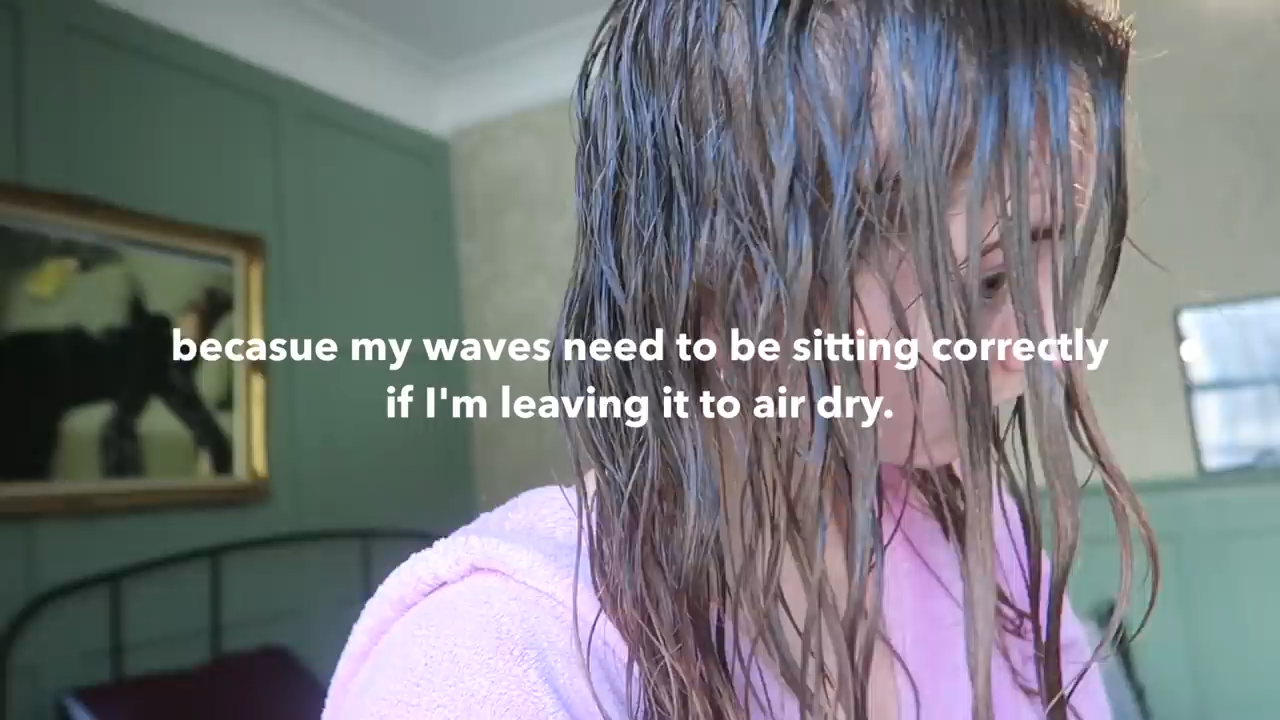 becasue my waves need to be sitting correctly
if I'm leaving it to air dry.